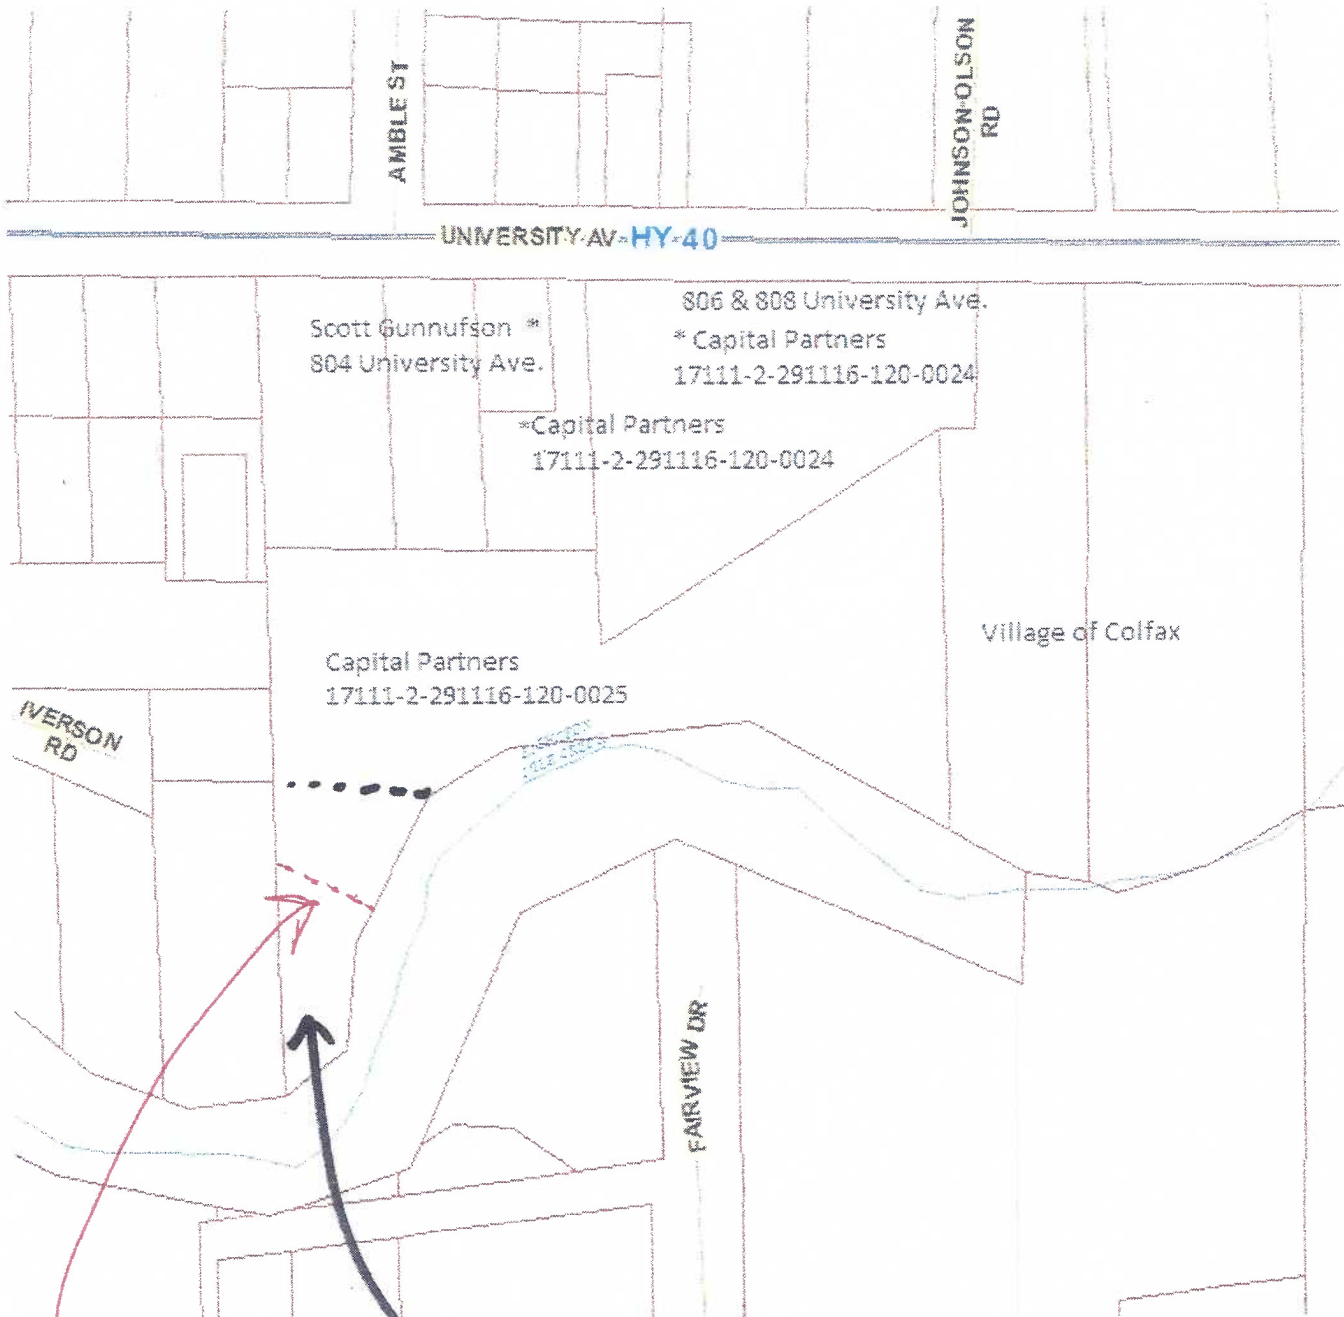 AMBLE ST
JOHNSON-OLSON
RD
UNIVERSITY AV HY 40
806 & 808 University Ave.
* Capital Partners
17111-2-291116-120-0024
Scott Gunnufson *
804 University Ave.
*Capital Partners
17111-2-291116-120-0024
Village of Colfax
Capital Partners
17111-2-291116-120-0025
IVERSON
RD
FAIRVIEW DR